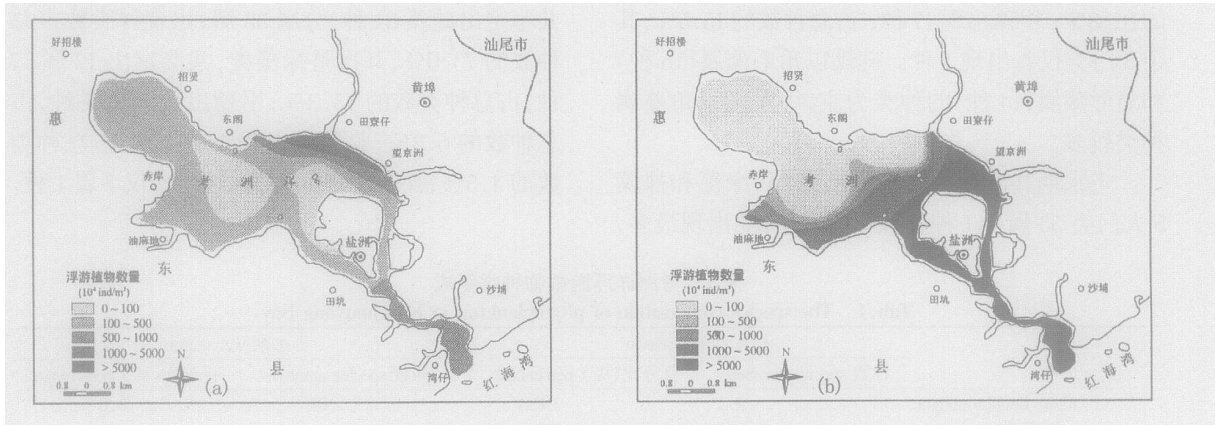 好招楼
汕尾市
招贤
黄埠
惠
东阁
田寮仔
望京洲
赤岸
考洲洋
油麻地
盐洲
东
浮游植物数量
(10⁴ ind/m³)
田坑
沙埔
0~100
100~500
500~1000
1000~5000
>5000
N
县
湾仔
红海湾
0.8 0 0.8 km
(a)
好招楼
汕尾市
招贤
黄埠
惠
东阁
田寮仔
望京洲
赤岸
考洲
油麻地
盐洲
东
浮游植物数量
(10⁴ ind/m³)
田坑
沙埔
0~100
100~500
500~1000
1000~5000
>5000
N
县
湾仔
红海湾
0.8 0 0.8 km
(b)